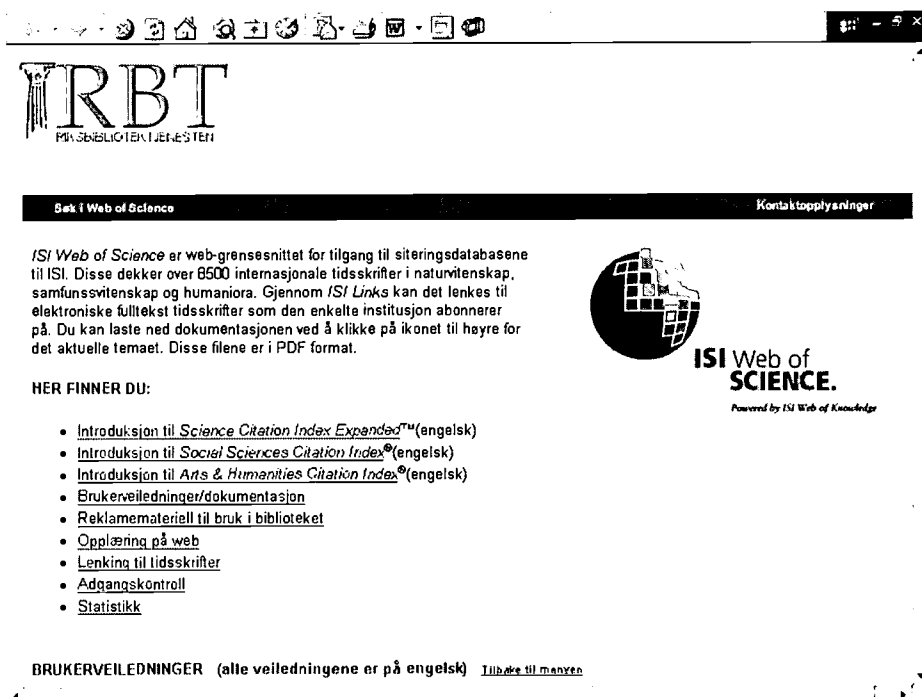 RBT
Søk i Web of Science
Kontaktopplysninger
ISI Web of Science er web-grensesnittet for tilgang til siteringsdatabasene
til ISI. Disse dekker over 8500 internasjonale tidsskrifter i naturvitenskap,
samfunssvitenskap og humaniora. Gjennom ISI Links kan det lenkes til
elektroniske fulltekst tidsskrifter som den enkelte institusjon abonnerer
på. Du kan laste ned dokumentasjonen ved å klikke på ikonet til høyre for
det aktuelle temaet. Disse filene er i PDF format.
ISI Web of
SCIENCE.
Powered by ISI Web of Knowledge
HER FINNER DU:
• Introduksjon til Science Citation Index Expanded™(engelsk)
• Introduksjon til Social Sciences Citation Index®(engelsk)
• Introduksjon til Arts & Humanities Citation Index®(engelsk)
• Brukerveiledninger/dokumentasjon
• Reklamemateriell til bruk i biblioteket
• Opplæring på web
• Lenking til tidsskrifter
• Adgangskontroll
• Statistikk
BRUKERVEILEDNINGER (alle veiledningene er på engelsk) Tilbake til menyen